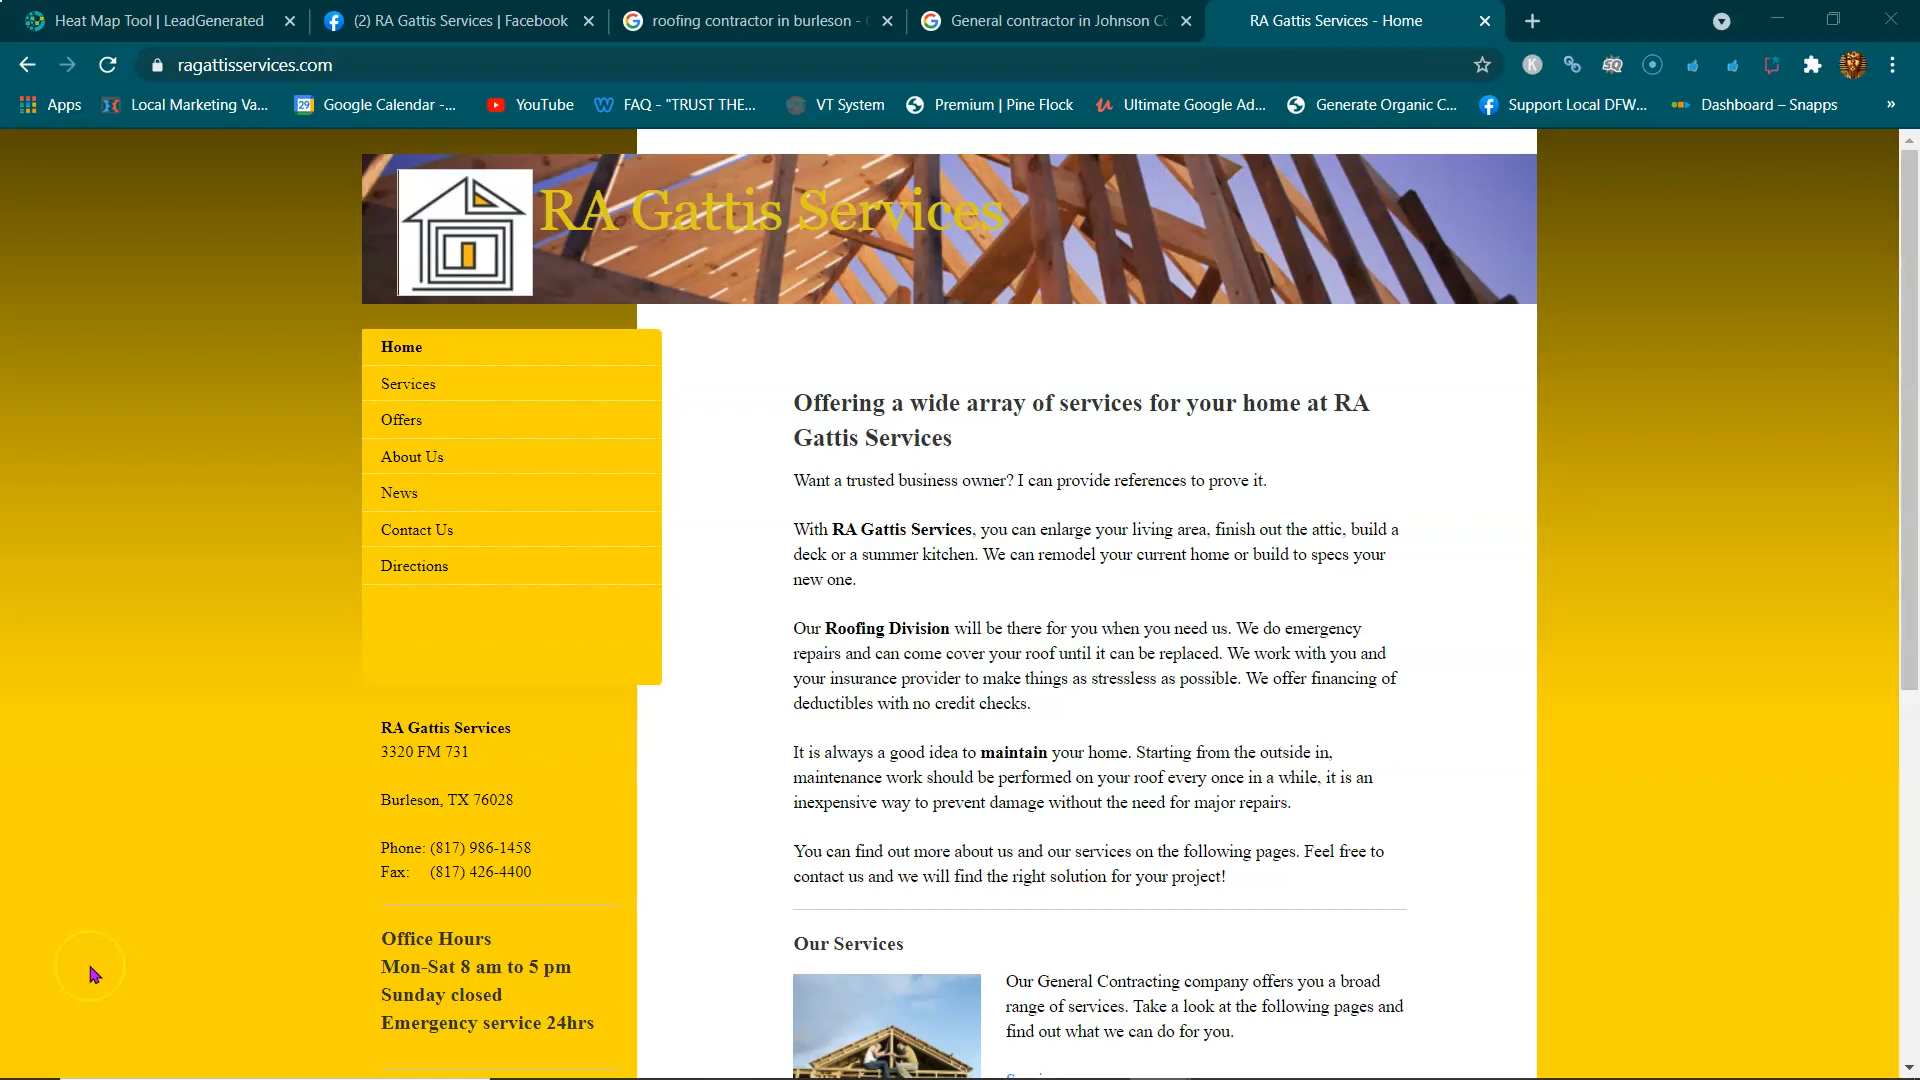 Heat Map Tool | LeadGenerated
(2) RA Gattis Services | Facebook
roofing contractor in burleson -
General contractor in Johnson Co
RA Gattis Services - Home
ragattisservices.com
Apps
Local Marketing Va...
29
Google Calendar -...
YouTube
FAQ - "TRUST THE...
VT System
Premium | Pine Flock
Ultimate Google Ad...
Generate Organic C...
Support Local DFW...
Dashboard – Snapps
»
RA Gattis Services
Home
Services
Offers
About Us
News
Contact Us
Directions
RA Gattis Services
3320 FM 731
Burleson, TX 76028
Phone: (817) 986-1458
Fax: (817) 426-4400
Office Hours
Mon-Sat 8 am to 5 pm
Sunday closed
Emergency service 24hrs
Offering a wide array of services for your home at RA
Gattis Services
Want a trusted business owner? I can provide references to prove it.
With RA Gattis Services, you can enlarge your living area, finish out the attic, build a
deck or a summer kitchen. We can remodel your current home or build to specs your
new one.
Our Roofing Division will be there for you when you need us. We do emergency
repairs and can come cover your roof until it can be replaced. We work with you and
your insurance provider to make things as stressless as possible. We offer financing of
deductibles with no credit checks.
It is always a good idea to maintain your home. Starting from the outside in,
maintenance work should be performed on your roof every once in a while, it is an
inexpensive way to prevent damage without the need for major repairs.
You can find out more about us and our services on the following pages. Feel free to
contact us and we will find the right solution for your project!
Our Services
Our General Contracting company offers you a broad
range of services. Take a look at the following pages and
find out what we can do for you.